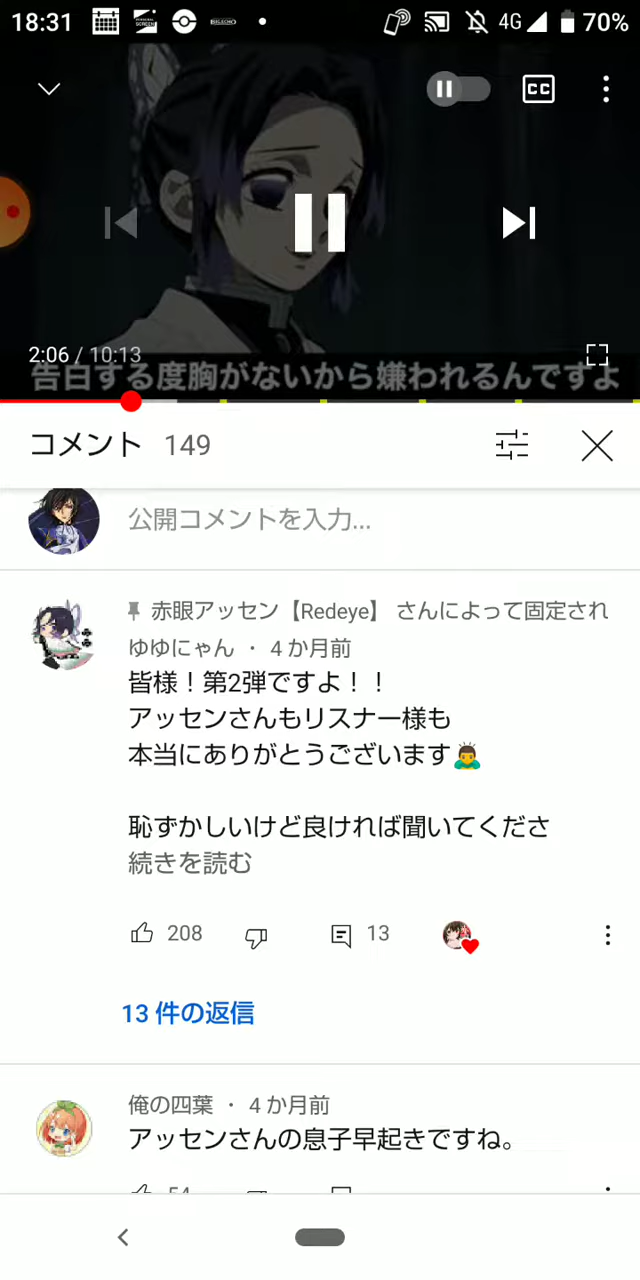 18:31
4G
70%
CC
2:06 / 10:13
告白する度胸がないから嫌われるんですよ
コメント 149
公開コメントを入力...
赤眼アッセン【Redeye】 さんによって固定され
ゆゆにゃん ・ 4 か月前
皆様！第2弾ですよ！！
アッセンさんもリスナー様も
本当にありがとうございます🙇‍♂️
恥ずかしいけど良ければ聞いてくださ
続きを読む
208
13
13 件の返信
俺の四葉 ・ 4 か月前
アッセンさんの息子早起きですね。
54